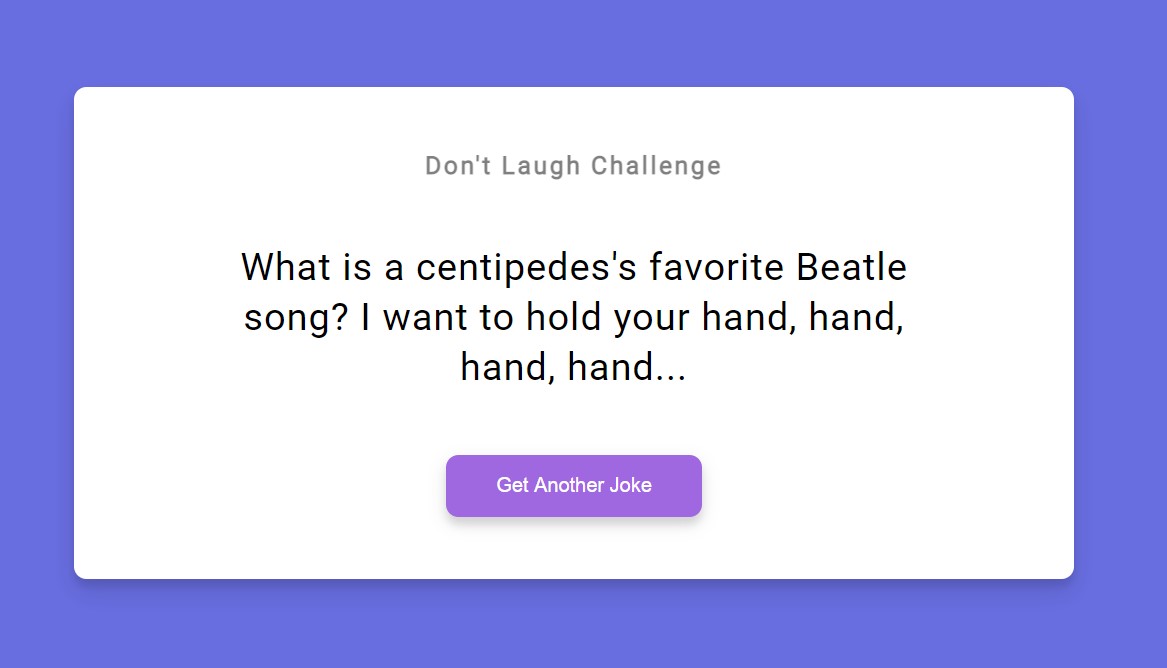 Don't Laugh Challenge
What is a centipedes's favorite Beatle
song? I want to hold your hand, hand,
hand, hand...
Get Another Joke